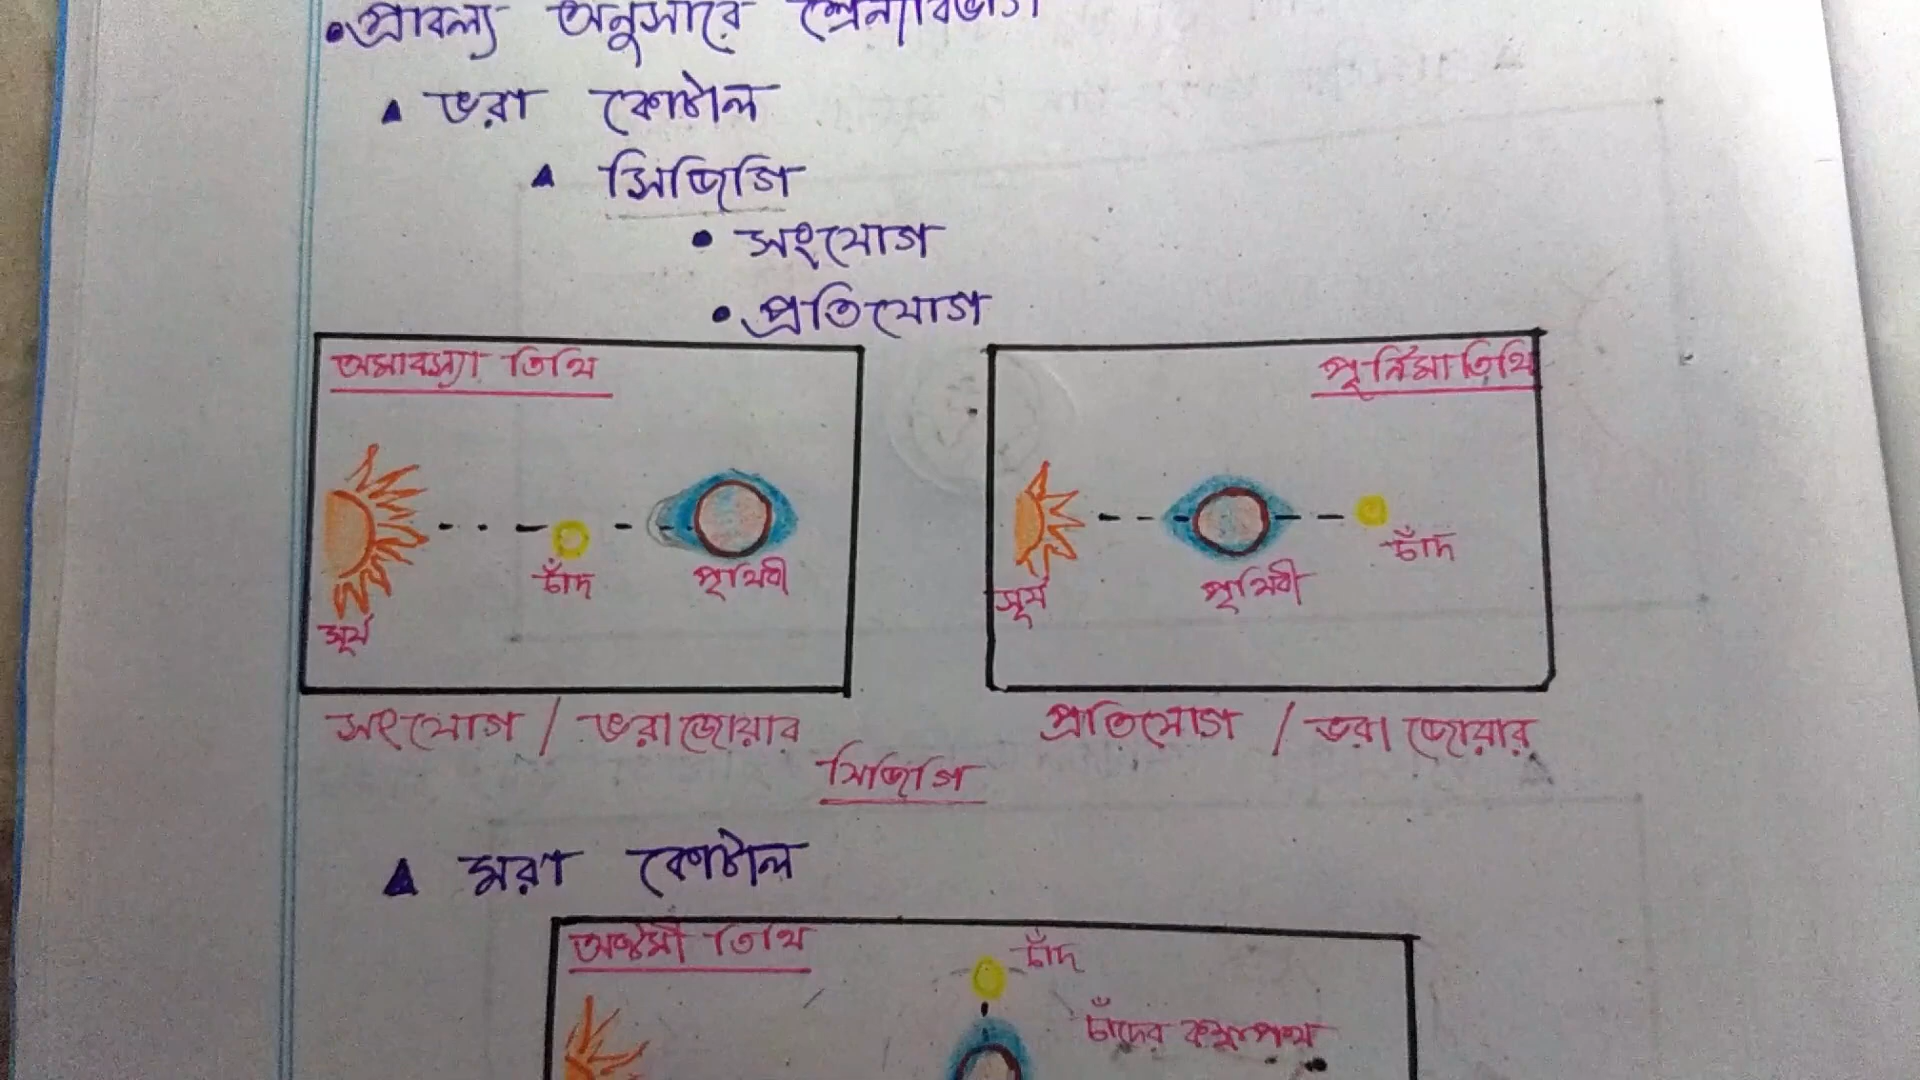 •প্রাবল্য অনুসারে শ্রেনীবিভাগ
▲ ভরা কোটাল
▲ সিজিগি
• সংযোগ
• প্রতিযোগ
অমাবস্যা তিথি
চাঁদ
পৃথিবী
সূর্য
সংযোগ / ভরাজোয়ার
পূর্নিমা তিথি
সূর্য
পৃথিবী
চাঁদ
প্রতিযোগ / ভরা জোয়ার
সিজিগি
▲ মরা কোটাল
অষ্টমী তিথি
চাঁদ
চাঁদের কক্ষপথ